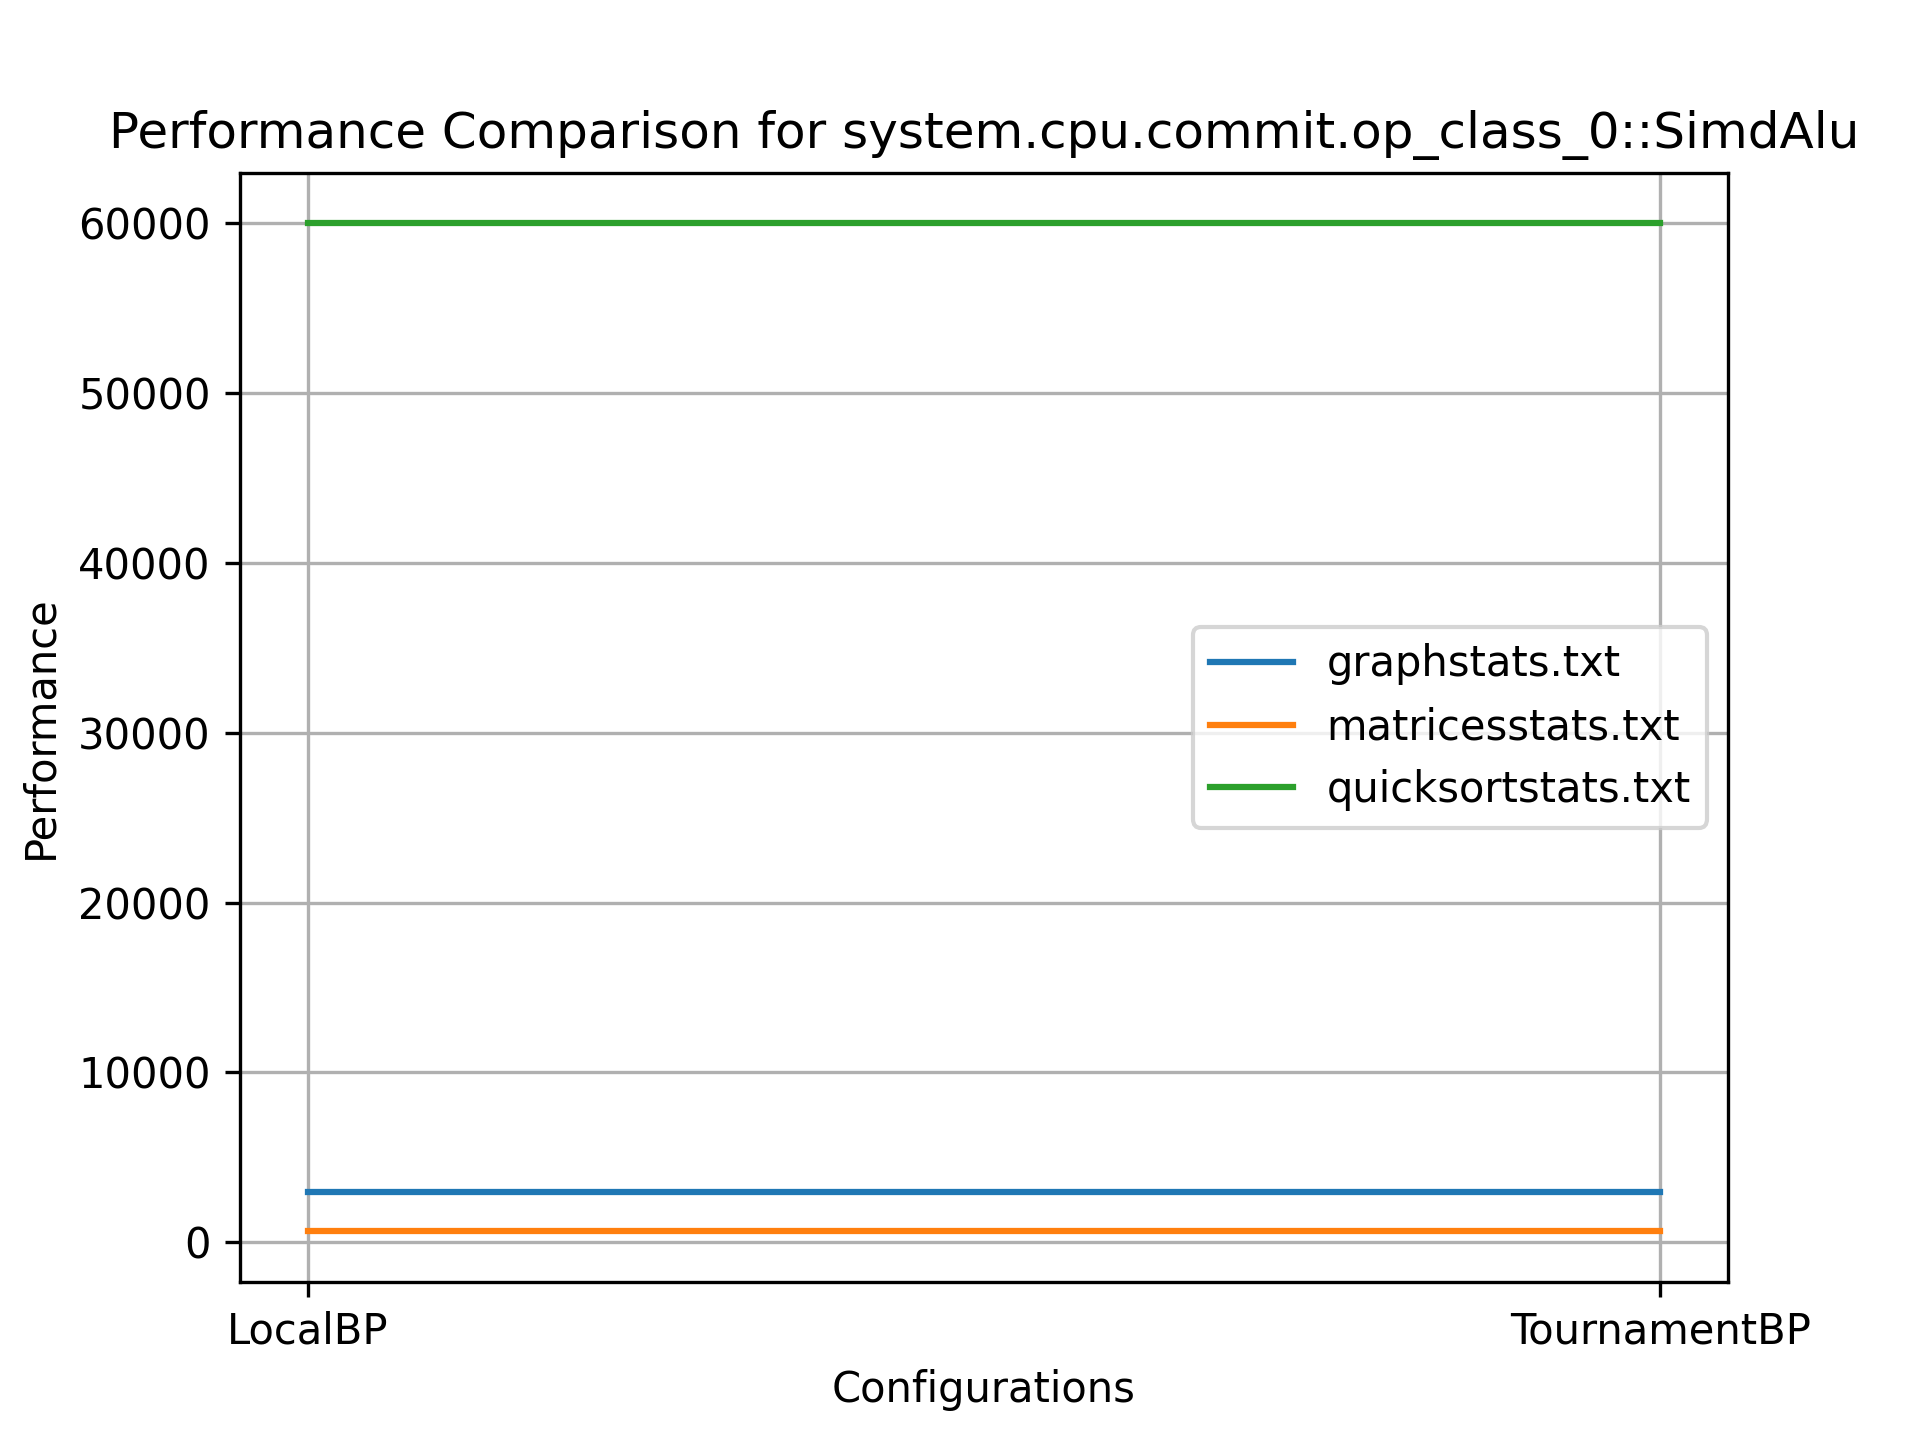 Performance Comparison for system.cpu.commit.op_class_0::SimdAlu
60000
50000
40000
30000
20000
10000
0
Performance
graphstats.txt
matricesstats.txt
quicksortstats.txt
LocalBP
TournamentBP
Configurations